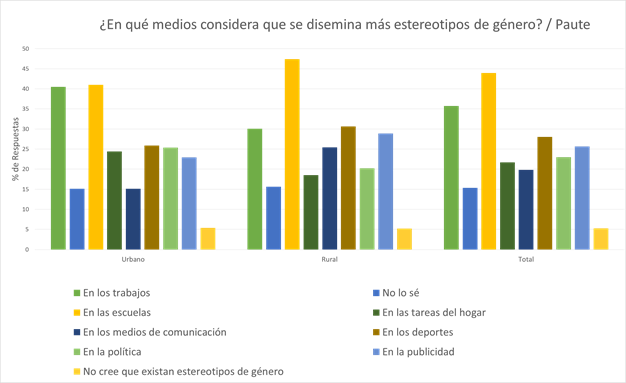 ¿En qué medios considera que se disemina más estereotipos de género? / Paute
% de Respuestas
50
45
40
35
30
25
20
15
10
5
0
Urbano Rural Total
En los trabajos No lo sé
En las escuelas En las tareas del hogar
En los medios de comunicación En los deportes
En la política En la publicidad
No cree que existan estereotipos de género